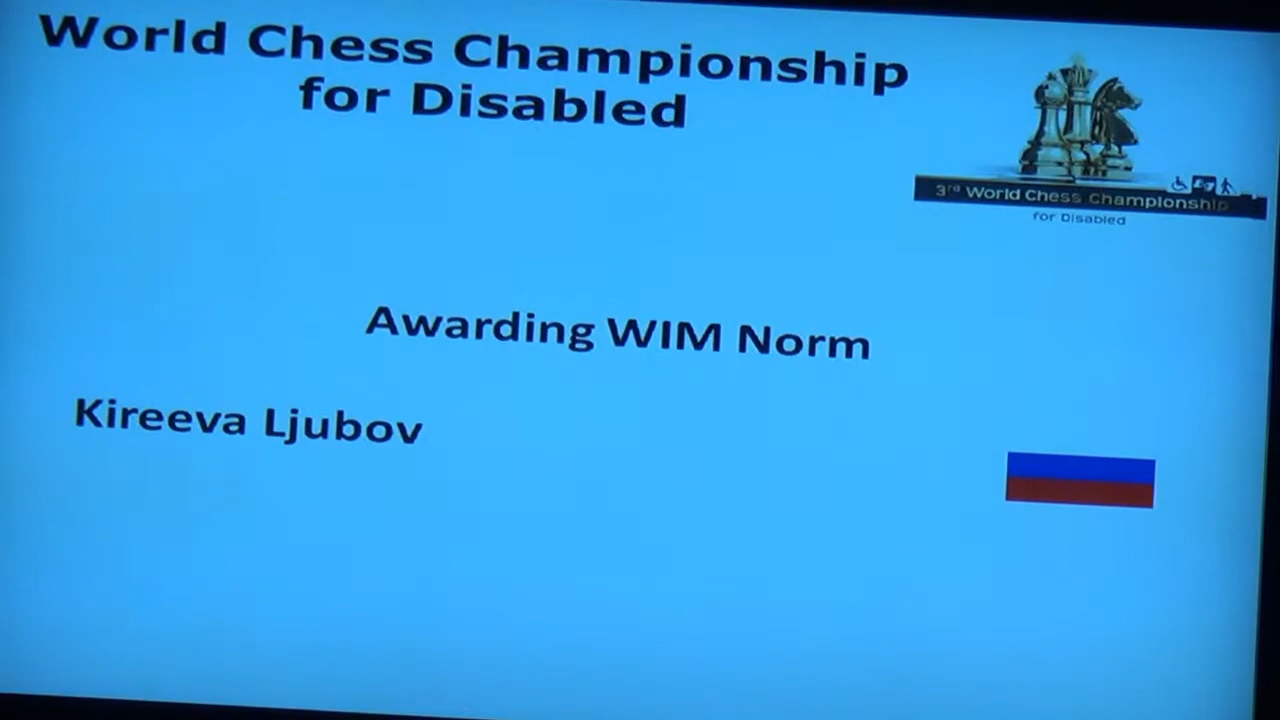 World Chess Championship
for Disabled
3rd World Chess Championship
for Disabled
Awarding WIM Norm
Kireeva Ljubov